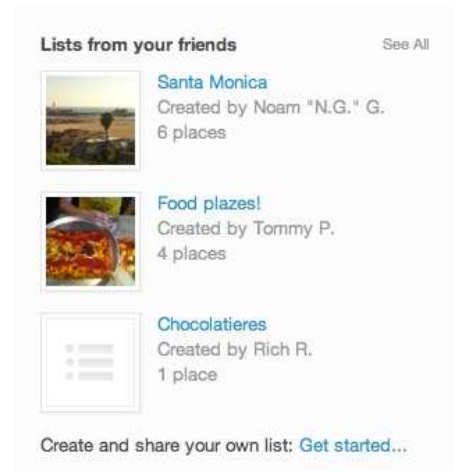 Lists from your friends See All
Santa Monica
Created by Noam "N.G." G.
6 places
Food plazes!
Created by Tommy P.
4 places
Chocolatieres
Created by Rich R.
1 place
Create and share your own list: Get started...